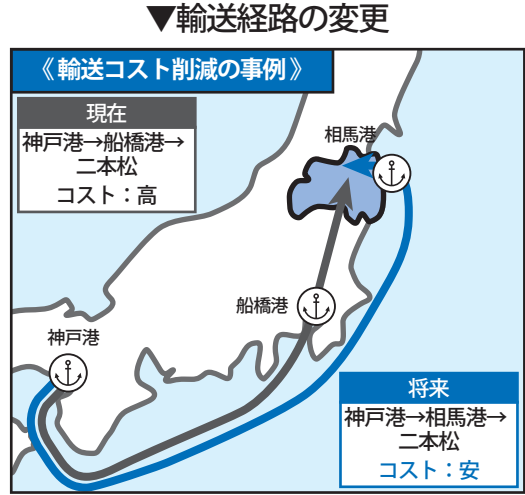 ▼輸送経路の変更
《輸送コスト削減の事例》
現在
神戸港→船橋港→
二本松
コスト：高
相馬港
船橋港
神戸港
将来
神戸港→相馬港→
二本松
コスト：安